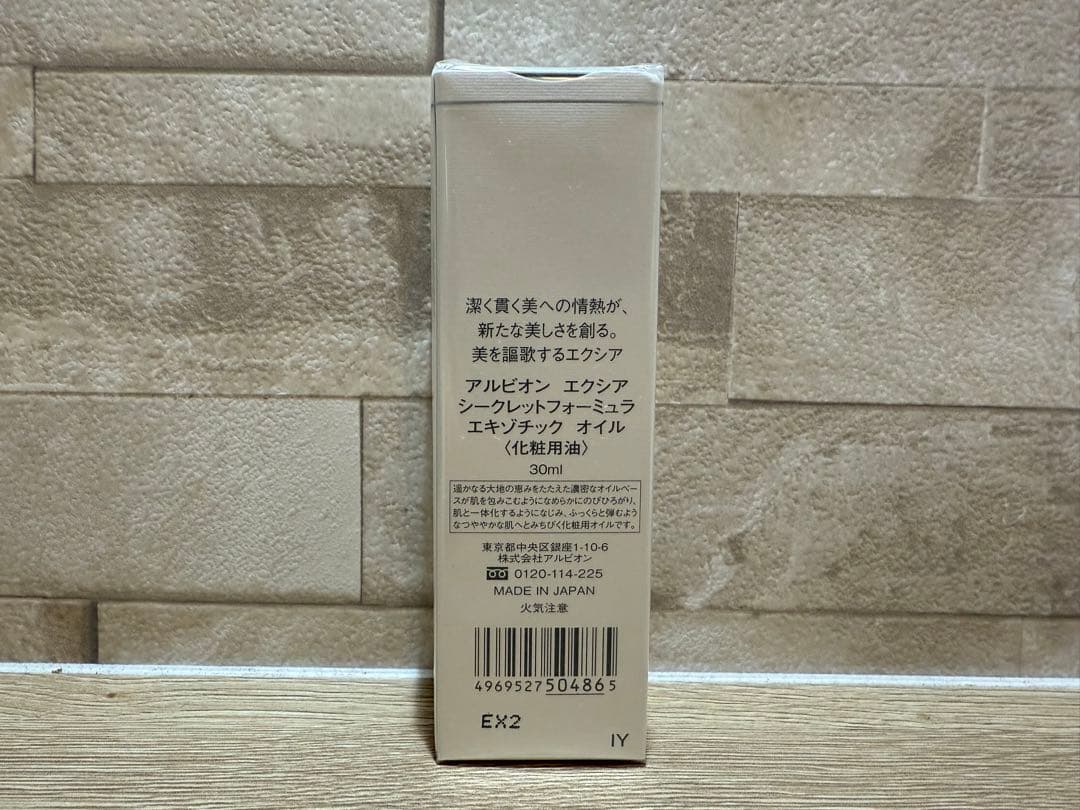 潔く貫く美への情熱が、
新たな美しさを創る。
美を謳歌するエクシア
アルビオン エクシア
シークレットフォーミュラ
エキゾチック オイル
〈化粧用油〉
30ml
遥かなる大地の恵みをたたえた濃密なオイルベー
スが肌を包みこむようになめらかにのびひろがり、
肌と一体化するようになじみ、ふっくらと弾むよう
なつややかな肌へとみちびく化粧用オイルです。
東京都中央区銀座1-10-6
株式会社アルビオン
0120-114-225
MADE IN JAPAN
火気注意
4969527504865
EX2
IY